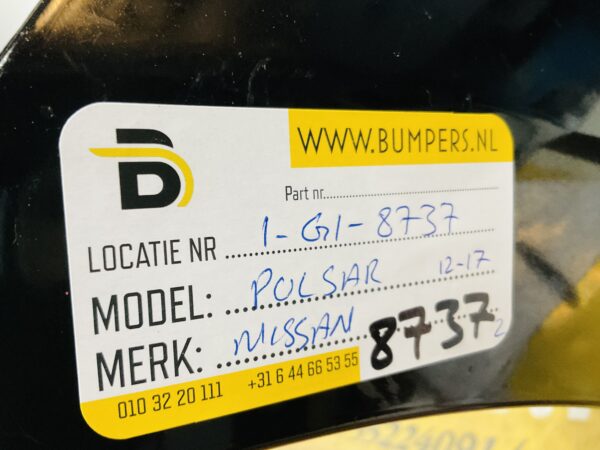 WWW.BUMPERS.NL
B
Part nr.
LOCATIE NR 1-G1-8737
MODEL: POLSAR 12-17
MERK: NISSAN 8737
010 32 20 111 +31 6 44 66 53 55